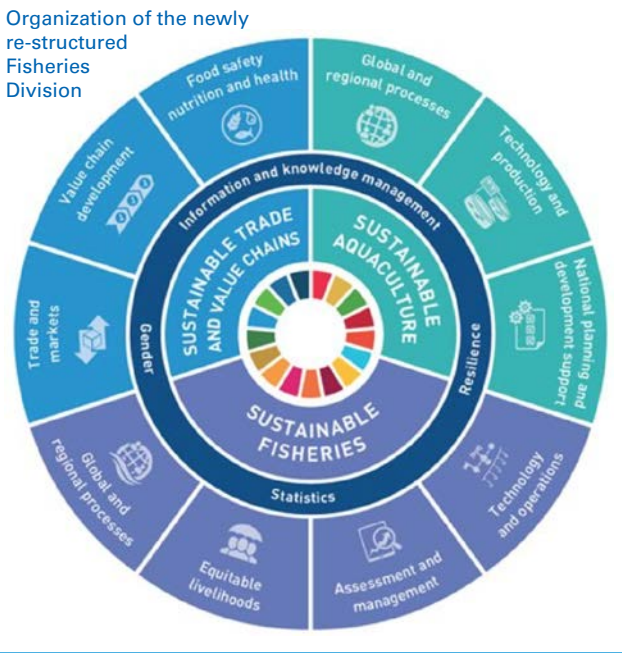 Organization of the newly
re-structured
Fisheries
Division
Food safety
nutrition and health
Global and
regional processes
Technology and
production
National planning and
development support
Technology
and operations
Assessment and
management
Equitable
livelihoods
Global and
regional processes
Trade and
markets
Value chain
development
Information and knowledge management
Resilience
Statistics
Gender
SUSTAINABLE TRADE
AND VALUE CHAINS
SUSTAINABLE
AQUACULTURE
SUSTAINABLE
FISHERIES